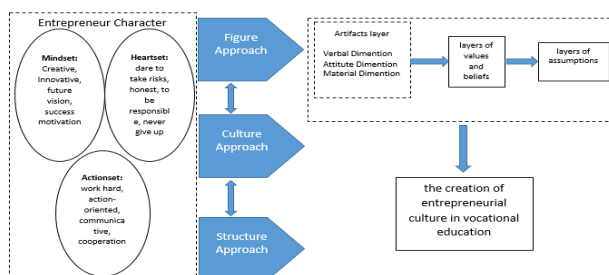 Entrepreneur Character
Mindset:
Creative,
Innovative,
future
vision,
success
motivation
Heartset:
dare to
take risks,
honest, to
be
responsibl
e, never
give up
Actionset:
work hard,
action-
oriented,
communica
tive,
cooperation
Figure
Approach
Culture
Approach
Structure
Approach
Artifacts layer
Verbal Dimention
Attitute Dimention
Material Dimention
layers of
values
and
beliefs
layers of
assumptions
the creation of
entrepreneurial
culture in vocational
education